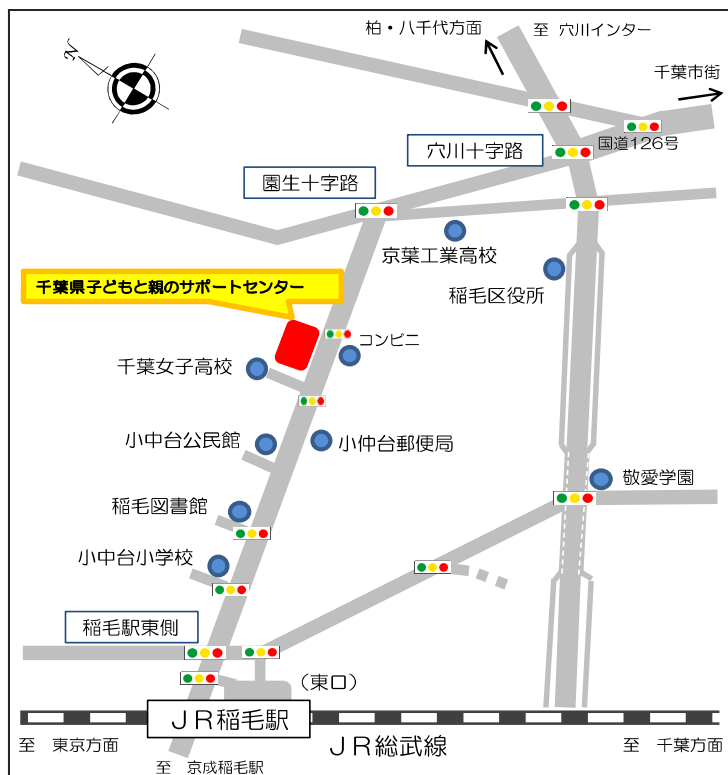 柏・八千代方面
至 穴川インター
N
千葉市街
国道126号
穴川十字路
園生十字路
京葉工業高校
稲毛区役所
千葉県子どもと親のサポートセンター
コンビニ
千葉女子高校
小中台公民館
小仲台郵便局
敬愛学園
稲毛図書館
小中台小学校
稲毛駅東側
（東口）
ＪＲ稲毛駅
至 東京方面
ＪＲ総武線
至 千葉方面
至 京成稲毛駅